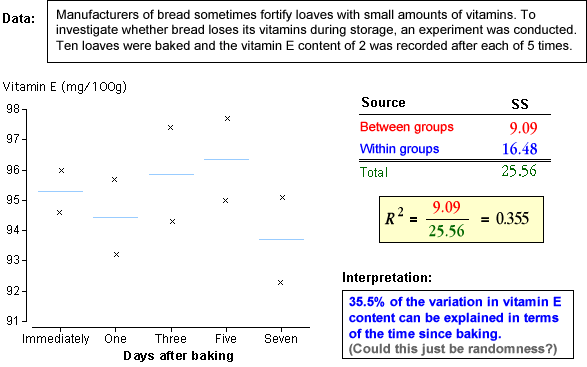 Data:
Manufacturers of bread sometimes fortify loaves with small amounts of vitamins. To
investigate whether bread loses its vitamins during storage, an experiment was conducted.
Ten loaves were baked and the vitamin E content of 2 was recorded after each of 5 times.
Vitamin E (mg/100g)
98
97
96
95
94
93
92
91
Immediately One Three Five Seven
Days after baking
Source SS
Between groups 9.09
Within groups 16.48
Total 25.56
R² = 9.09 / 25.56 = 0.355
Interpretation:
35.5% of the variation in vitamin E
content can be explained in terms
of the time since baking.
(Could this just be randomness?)